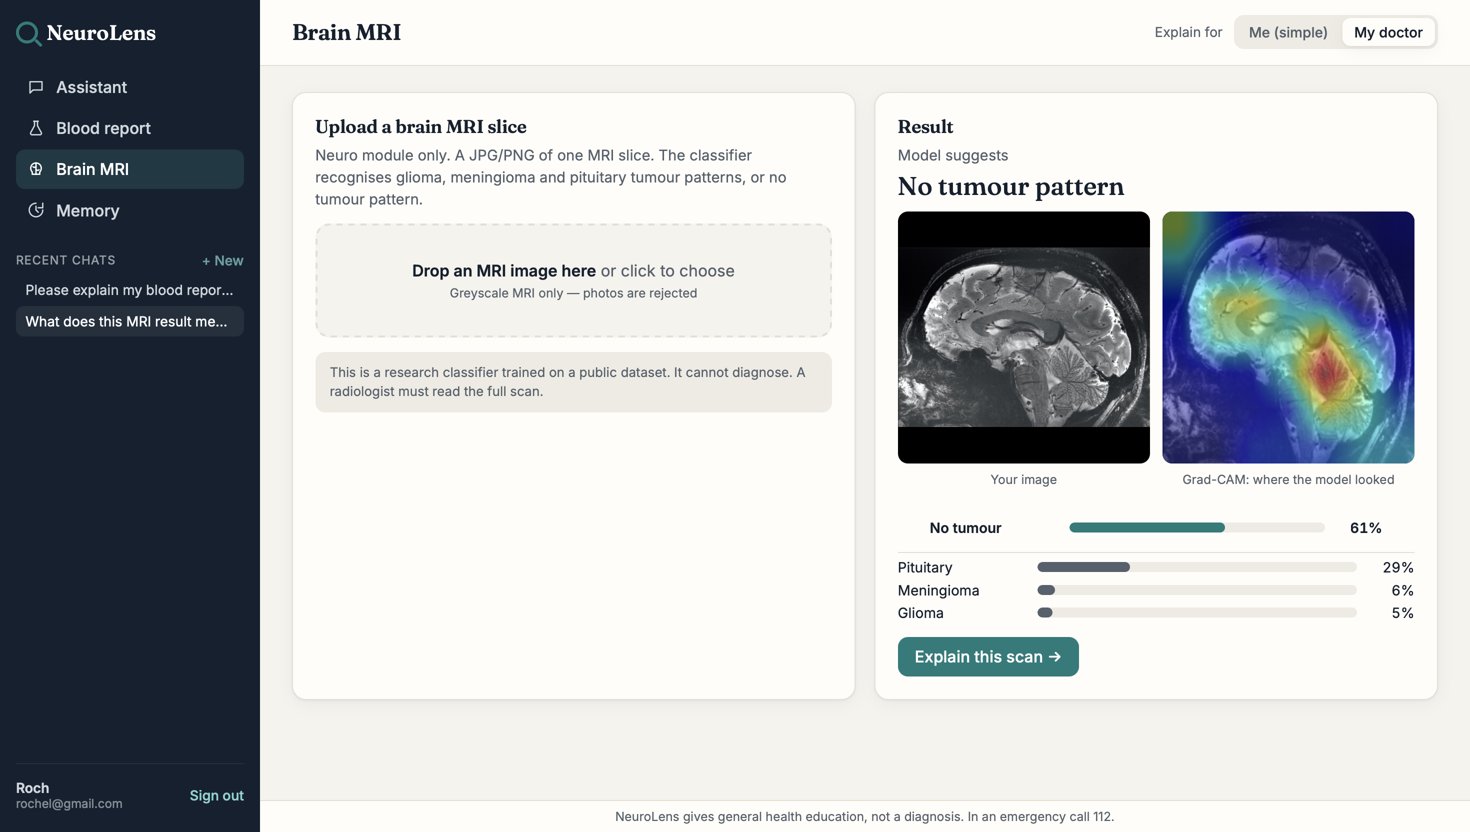 NeuroLens
Assistant
Blood report
Brain MRI
Memory
RECENT CHATS
+ New
Please explain my blood repor...
What does this MRI result me...
Roch
rochel@gmail.com
Sign out
Brain MRI
Explain for
Me (simple)
My doctor
Upload a brain MRI slice
Neuro module only. A JPG/PNG of one MRI slice. The classifier
recognises glioma, meningioma and pituitary tumour patterns, or no
tumour pattern.
Drop an MRI image here or click to choose
Greyscale MRI only — photos are rejected
This is a research classifier trained on a public dataset. It cannot diagnose. A
radiologist must read the full scan.
Result
Model suggests
No tumour pattern
Your image
Grad-CAM: where the model looked
No tumour 61%
Pituitary 29%
Meningioma 6%
Glioma 5%
Explain this scan →
NeuroLens gives general health education, not a diagnosis. In an emergency call 112.